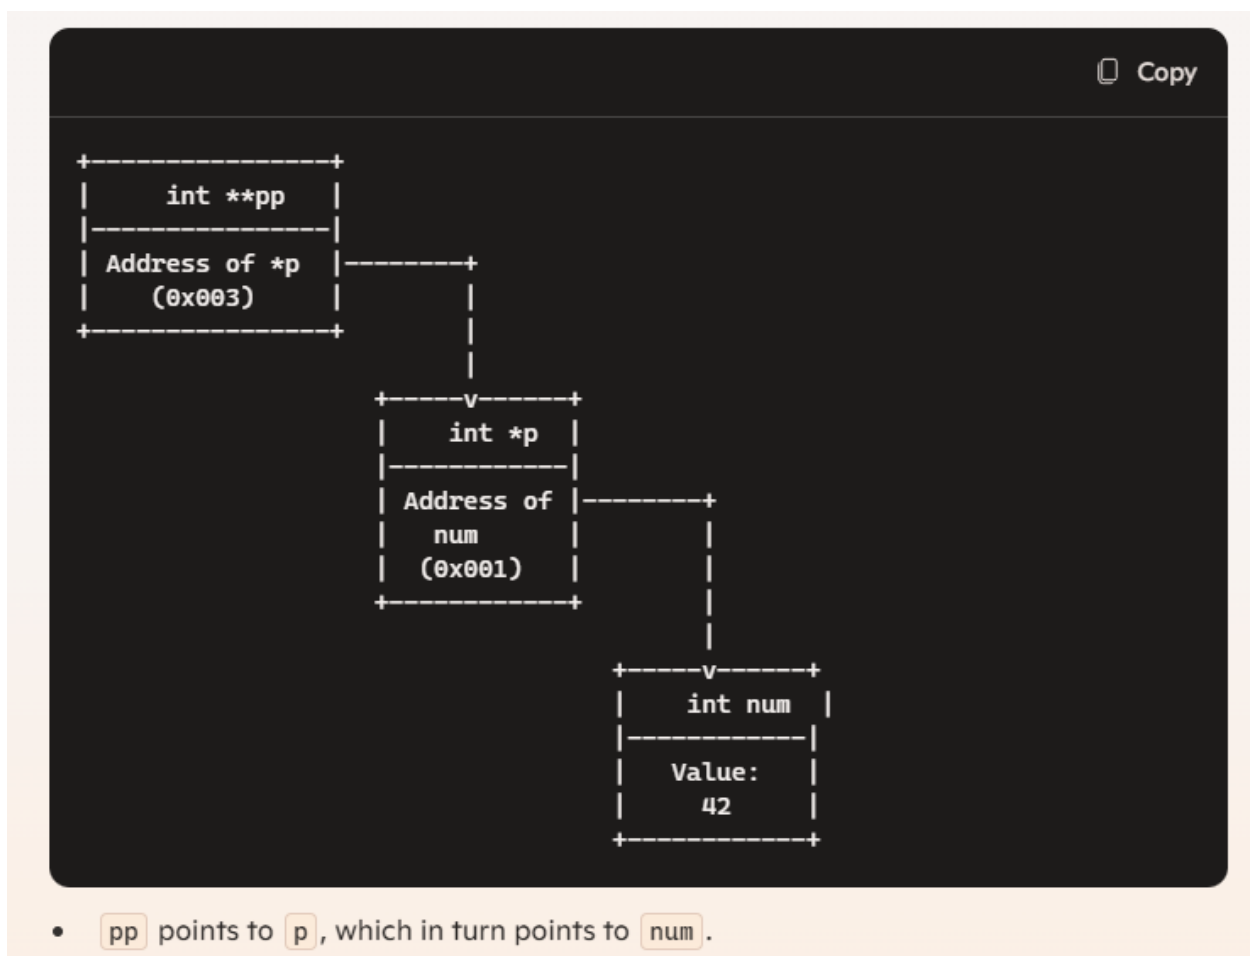 Copy
int **pp
Address of *p
(0x003)
int *p
Address of
num
(0x001)
int num
Value:
42
pp points to p, which in turn points to num.